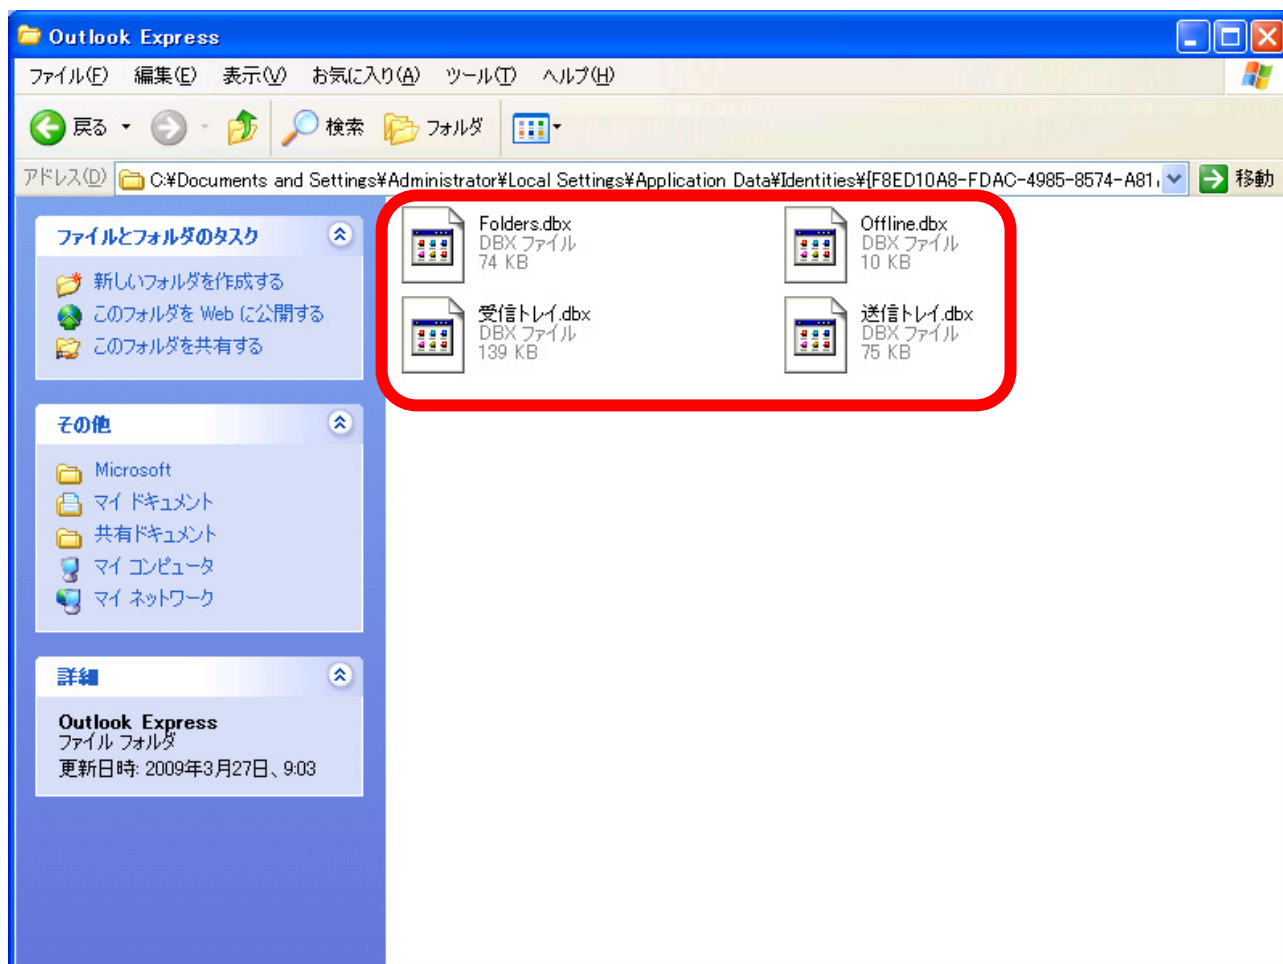 Outlook Express
ファイル(F) 編集(E) 表示(V) お気に入り(A) ツール(T) ヘルプ(H)
戻る 検索 フォルダ
アドレス(D) C:¥Documents and Settings¥Administrator¥Local Settings¥Application Data¥Identities¥{F8ED10A8-FDAC-4985-8574-A81 移動
ファイルとフォルダのタスク
新しいフォルダを作成する
このフォルダを Web に公開する
このフォルダを共有する
その他
Microsoft
マイ ドキュメント
共有ドキュメント
マイ コンピュータ
マイ ネットワーク
詳細
Outlook Express
ファイル フォルダ
更新日時: 2009年3月27日、9:03
Folders.dbx
DBX ファイル
74 KB
Offline.dbx
DBX ファイル
10 KB
受信トレイ.dbx
DBX ファイル
139 KB
送信トレイ.dbx
DBX ファイル
75 KB